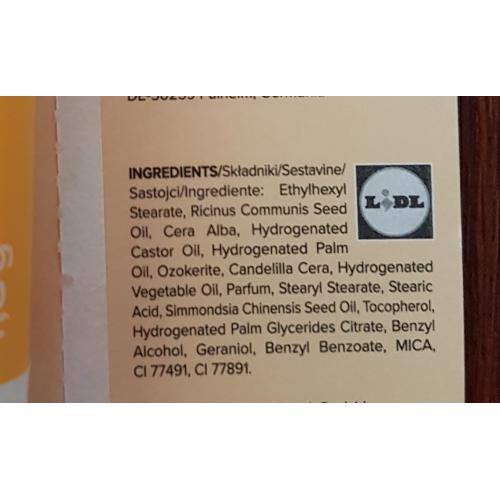 INGREDIENTS/Składniki/Sestavine/
Sastojci/Ingrediente: Ethylhexyl
Stearate, Ricinus Communis Seed
Oil, Cera Alba, Hydrogenated
Castor Oil, Hydrogenated Palm
Oil, Ozokerite, Candelilla Cera, Hydrogenated
Vegetable Oil, Parfum, Stearyl Stearate, Stearic
Acid, Simmondsia Chinensis Seed Oil, Tocopherol,
Hydrogenated Palm Glycerides Citrate, Benzyl
Alcohol, Geraniol, Benzyl Benzoate, MICA,
CI 77491, CI 77891.
LIDL